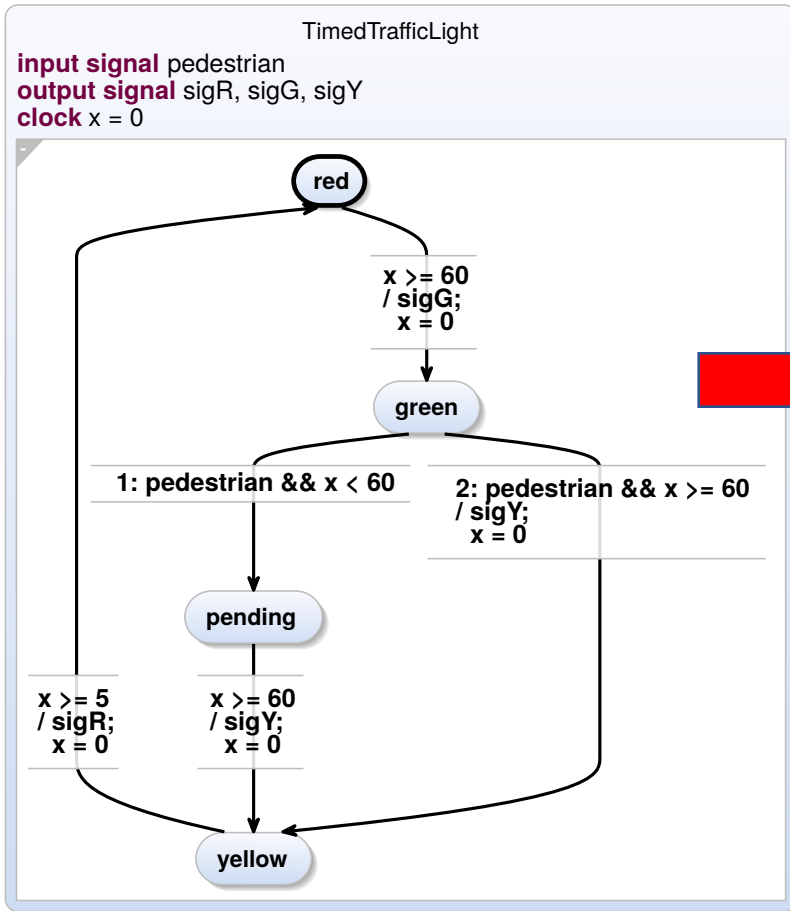 TimedTrafficLight
input signal pedestrian
output signal sigR, sigG, sigY
clock x = 0
-
red
x >= 60
/ sigG;
x = 0
green
1: pedestrian && x < 60
2: pedestrian && x >= 60
/ sigY;
x = 0
pending
x >= 5
/ sigR;
x = 0
x >= 60
/ sigY;
x = 0
yellow